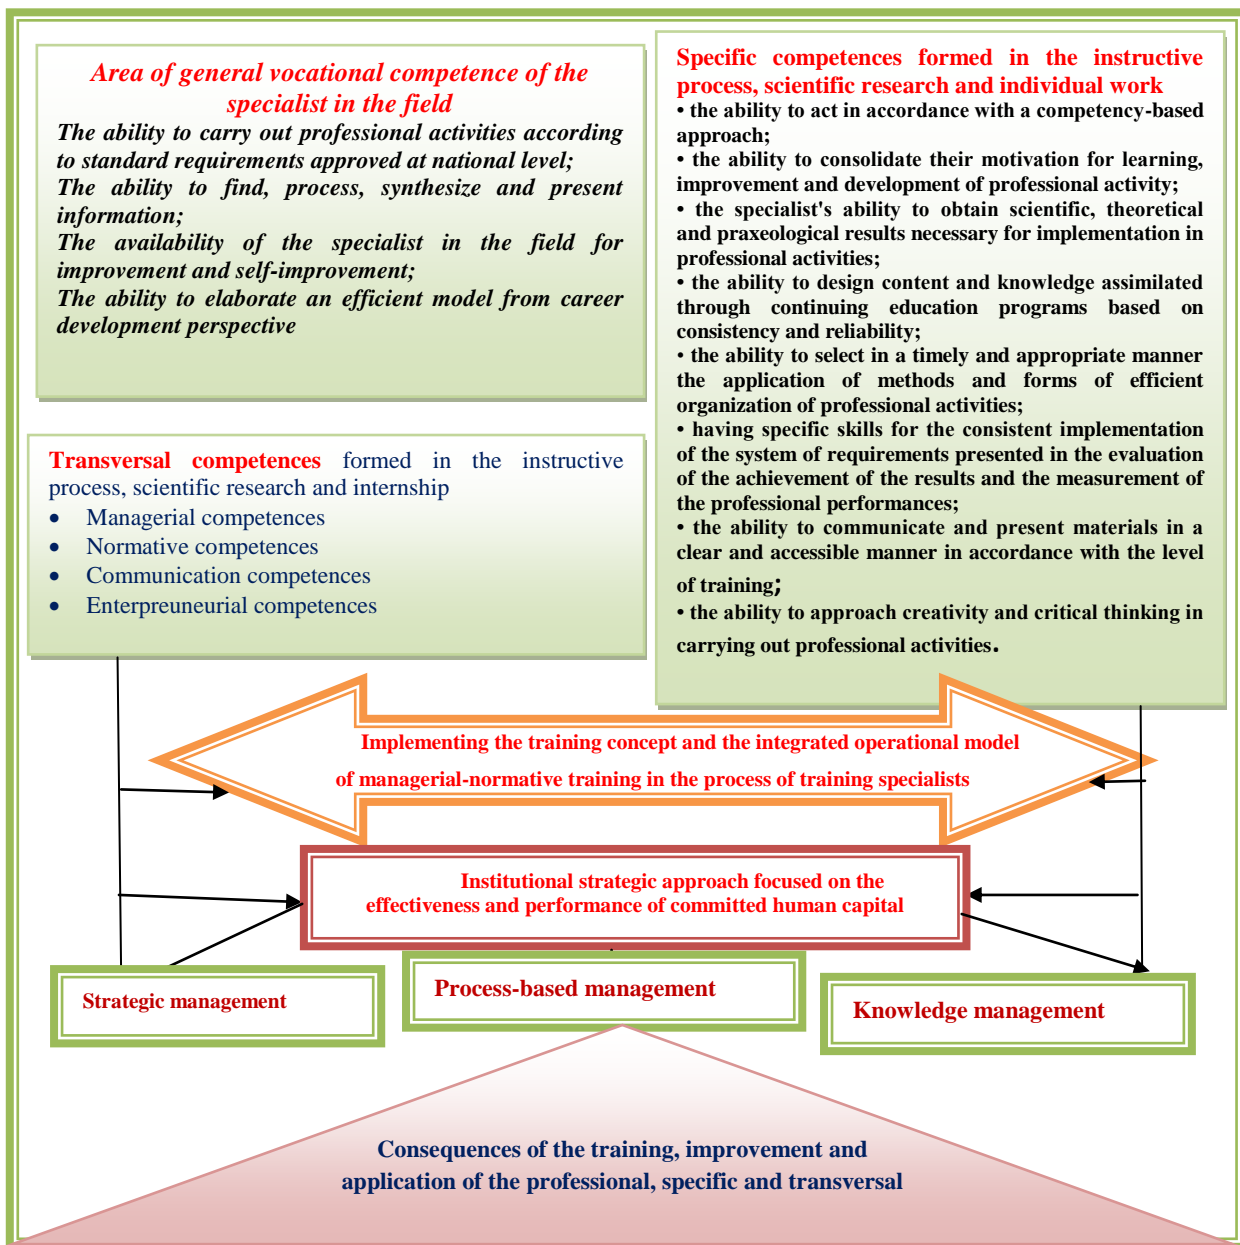 Area of general vocational competence of the
specialist in the field
The ability to carry out professional activities according
to standard requirements approved at national level;
The ability to find, process, synthesize and present
information;
The availability of the specialist in the field for
improvement and self-improvement;
The ability to elaborate an efficient model from career
development perspective
Specific competences formed in the instructive
process, scientific research and individual work
• the ability to act in accordance with a competency-based
approach;
• the ability to consolidate their motivation for learning,
improvement and development of professional activity;
• the specialist's ability to obtain scientific, theoretical
and praxeological results necessary for implementation in
professional activities;
• the ability to design content and knowledge assimilated
through continuing education programs based on
consistency and reliability;
• the ability to select in a timely and appropriate manner
the application of methods and forms of efficient
organization of professional activities;
• having specific skills for the consistent implementation
of the system of requirements presented in the evaluation
of the achievement of the results and the measurement of
the professional performances;
• the ability to communicate and present materials in a
clear and accessible manner in accordance with the level
of training;
• the ability to approach creativity and critical thinking in
carrying out professional activities.
Transversal competences formed in the instructive
process, scientific research and internship
• Managerial competences
• Normative competences
• Communication competences
• Enterpreuneurial competences
Implementing the training concept and the integrated operational model
of managerial-normative training in the process of training specialists
Institutional strategic approach focused on the
effectiveness and performance of committed human capital
Strategic management
Process-based management
Knowledge management
Consequences of the training, improvement and
application of the professional, specific and transversal